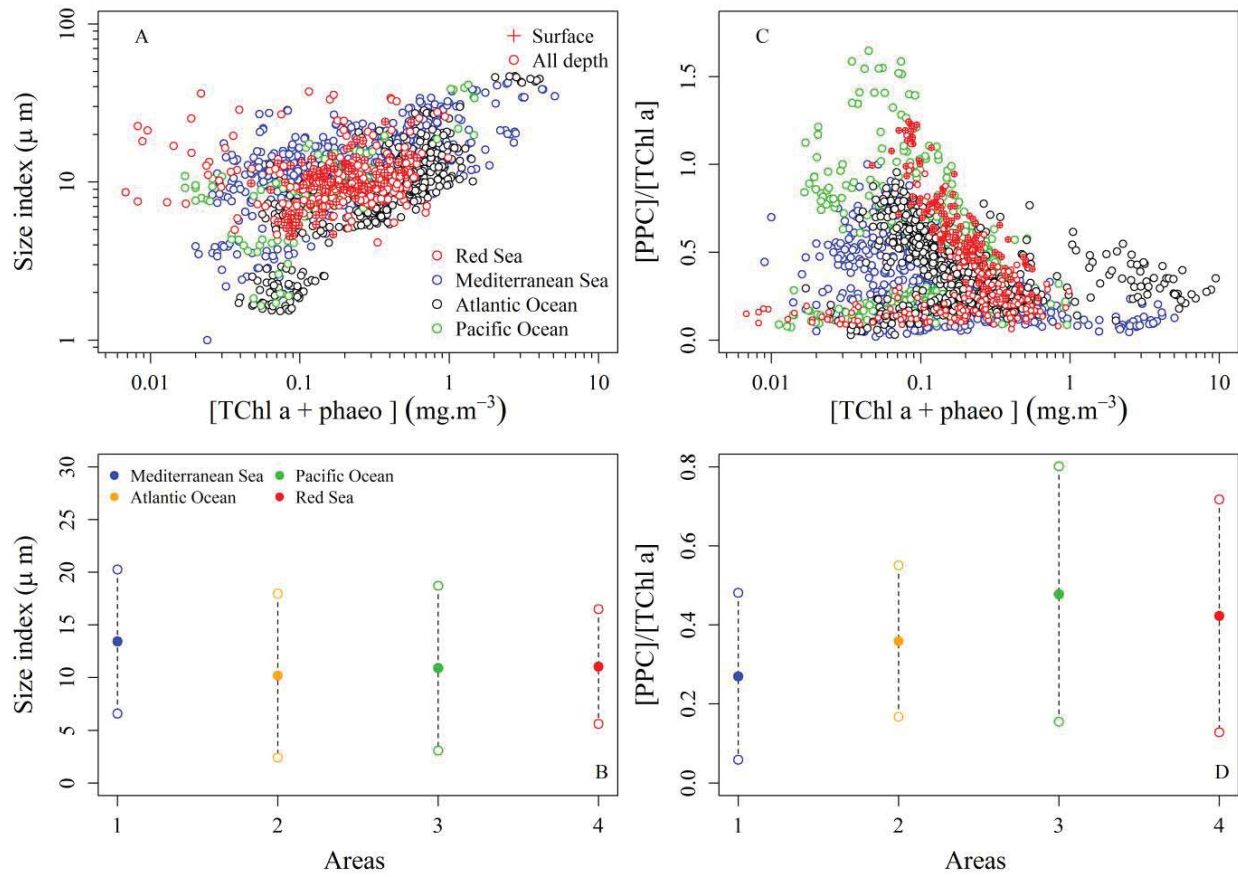 A
Surface
All depth
Red Sea
Mediterranean Sea
Atlantic Ocean
Pacific Ocean
Size index (μ m)
100
10
1
0.01 0.1 1 10
[TChl a + phaeo ] (mg.m⁻³)
C
[PPC]/[TChl a]
1.5
1.0
0.5
0.0
0.01 0.1 1 10
[TChl a + phaeo ] (mg.m⁻³)
Mediterranean Sea Pacific Ocean
Atlantic Ocean Red Sea
Size index (μ m)
30
25
20
15
10
5
0
B
1 2 3 4
Areas
[PPC]/[TChl a]
0.8
0.6
0.4
0.2
0.0
D
1 2 3 4
Areas